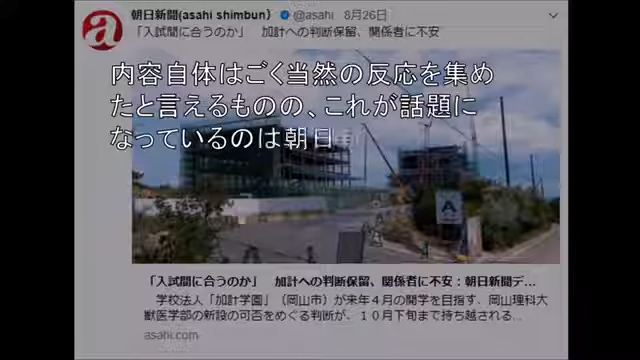 朝日新聞(asahi shimbun) @asahi 8月26日
「入試間に合うのか」 加計への判断保留、関係者に不安
内容自体はごく当然の反応を集め
たと言えるものの、これが話題に
なっているのは朝日
A
「入試間に合うのか」 加計への判断保留、関係者に不安：朝日新聞デ…
学校法人「加計学園」（岡山市）が来年４月の開学を目指す、岡山理科大
獣医学部の新設の可否をめぐる判断が、１０月下旬まで持ち越される...
asahi.com